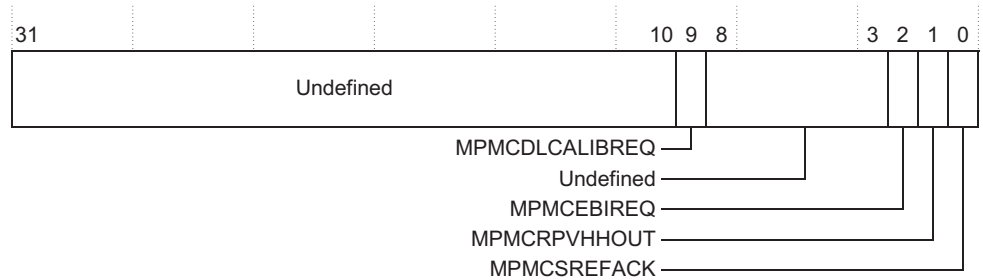 31 10 9 8 3 2 1 0
Undefined
MPMCDLCALIBREQ
Undefined
MPMCEBIREQ
MPMCRPVHHOUT
MPMCSREFACK